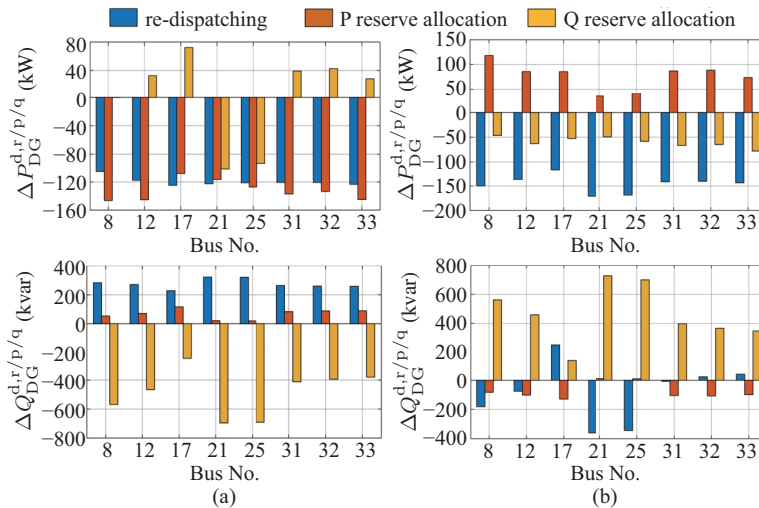 re-dispatching P reserve allocation Q reserve allocation
ΔP_DG^{d,r/p/q} (kW)
80
40
0
−40
−80
−120
−160
8 12 17 21 25 31 32 33
Bus No.
ΔP_DG^{d,r/p/q} (kW)
150
100
50
0
−50
−100
−150
−200
8 12 17 21 25 31 32 33
Bus No.
ΔQ_DG^{d,r/p/q} (kvar)
400
200
0
−200
−400
−600
−800
8 12 17 21 25 31 32 33
Bus No.
(a)
ΔQ_DG^{d,r/p/q} (kvar)
800
600
400
200
0
−200
−400
8 12 17 21 25 31 32 33
Bus No.
(b)